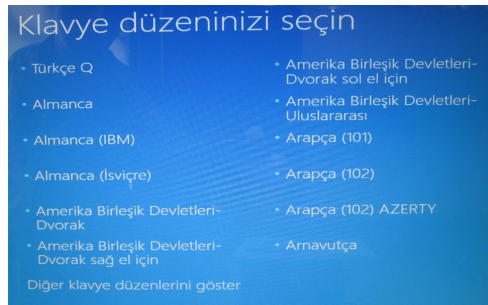 Klavye düzeninizi seçin
Türkçe Q
Almanca
Almanca (IBM)
Almanca (İsviçre)
Amerika Birleşik Devletleri-
Dvorak
Amerika Birleşik Devletleri-
Dvorak sağ el için
Amerika Birleşik Devletleri-
Dvorak sol el için
Amerika Birleşik Devletleri-
Uluslararası
Arapça (101)
Arapça (102)
Arapça (102) AZERTY
Arnavutça
Diğer klavye düzenlerini göster